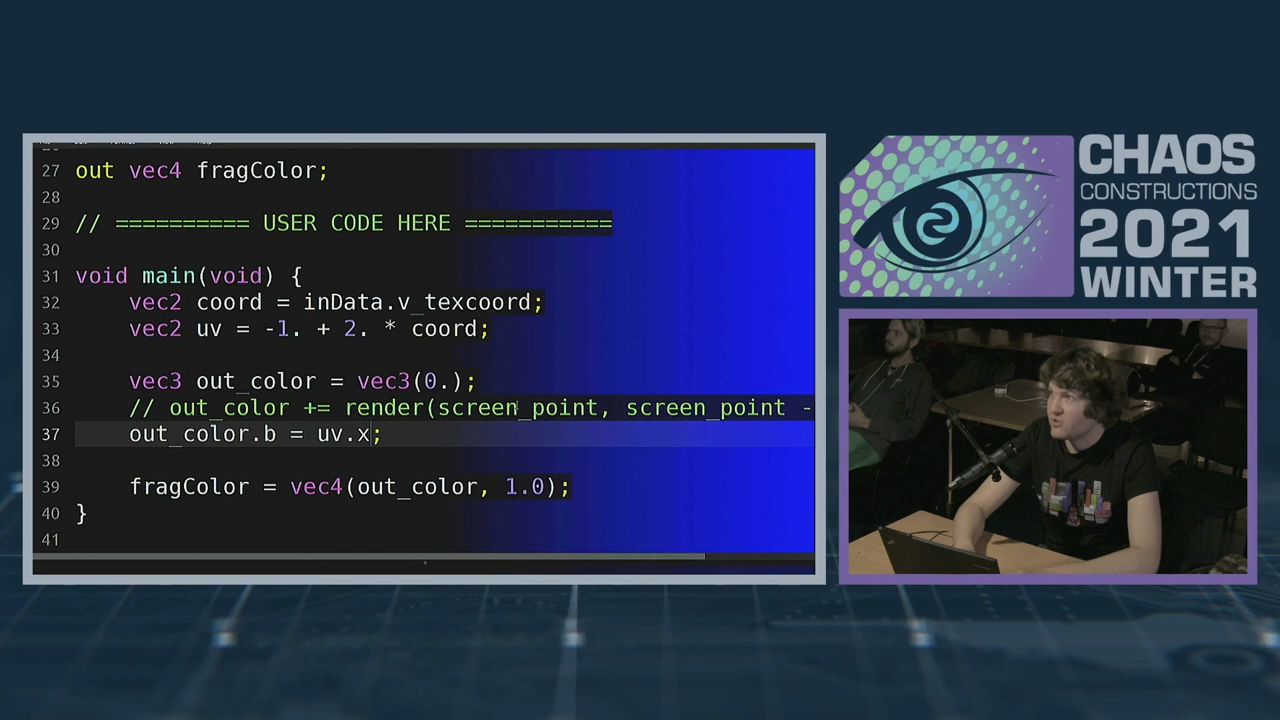 27 out vec4 fragColor;
28
29 // ========== USER CODE HERE ===========
30
31 void main(void) {
32 vec2 coord = inData.v_texcoord;
33 vec2 uv = -1. + 2. * coord;
34
35 vec3 out_color = vec3(0.);
36 // out_color += render(screen_point, screen_point -
37 out_color.b = uv.x;
38
39 fragColor = vec4(out_color, 1.0);
40 }
41
CHAOS
CONSTRUCTIONS
2021
WINTER